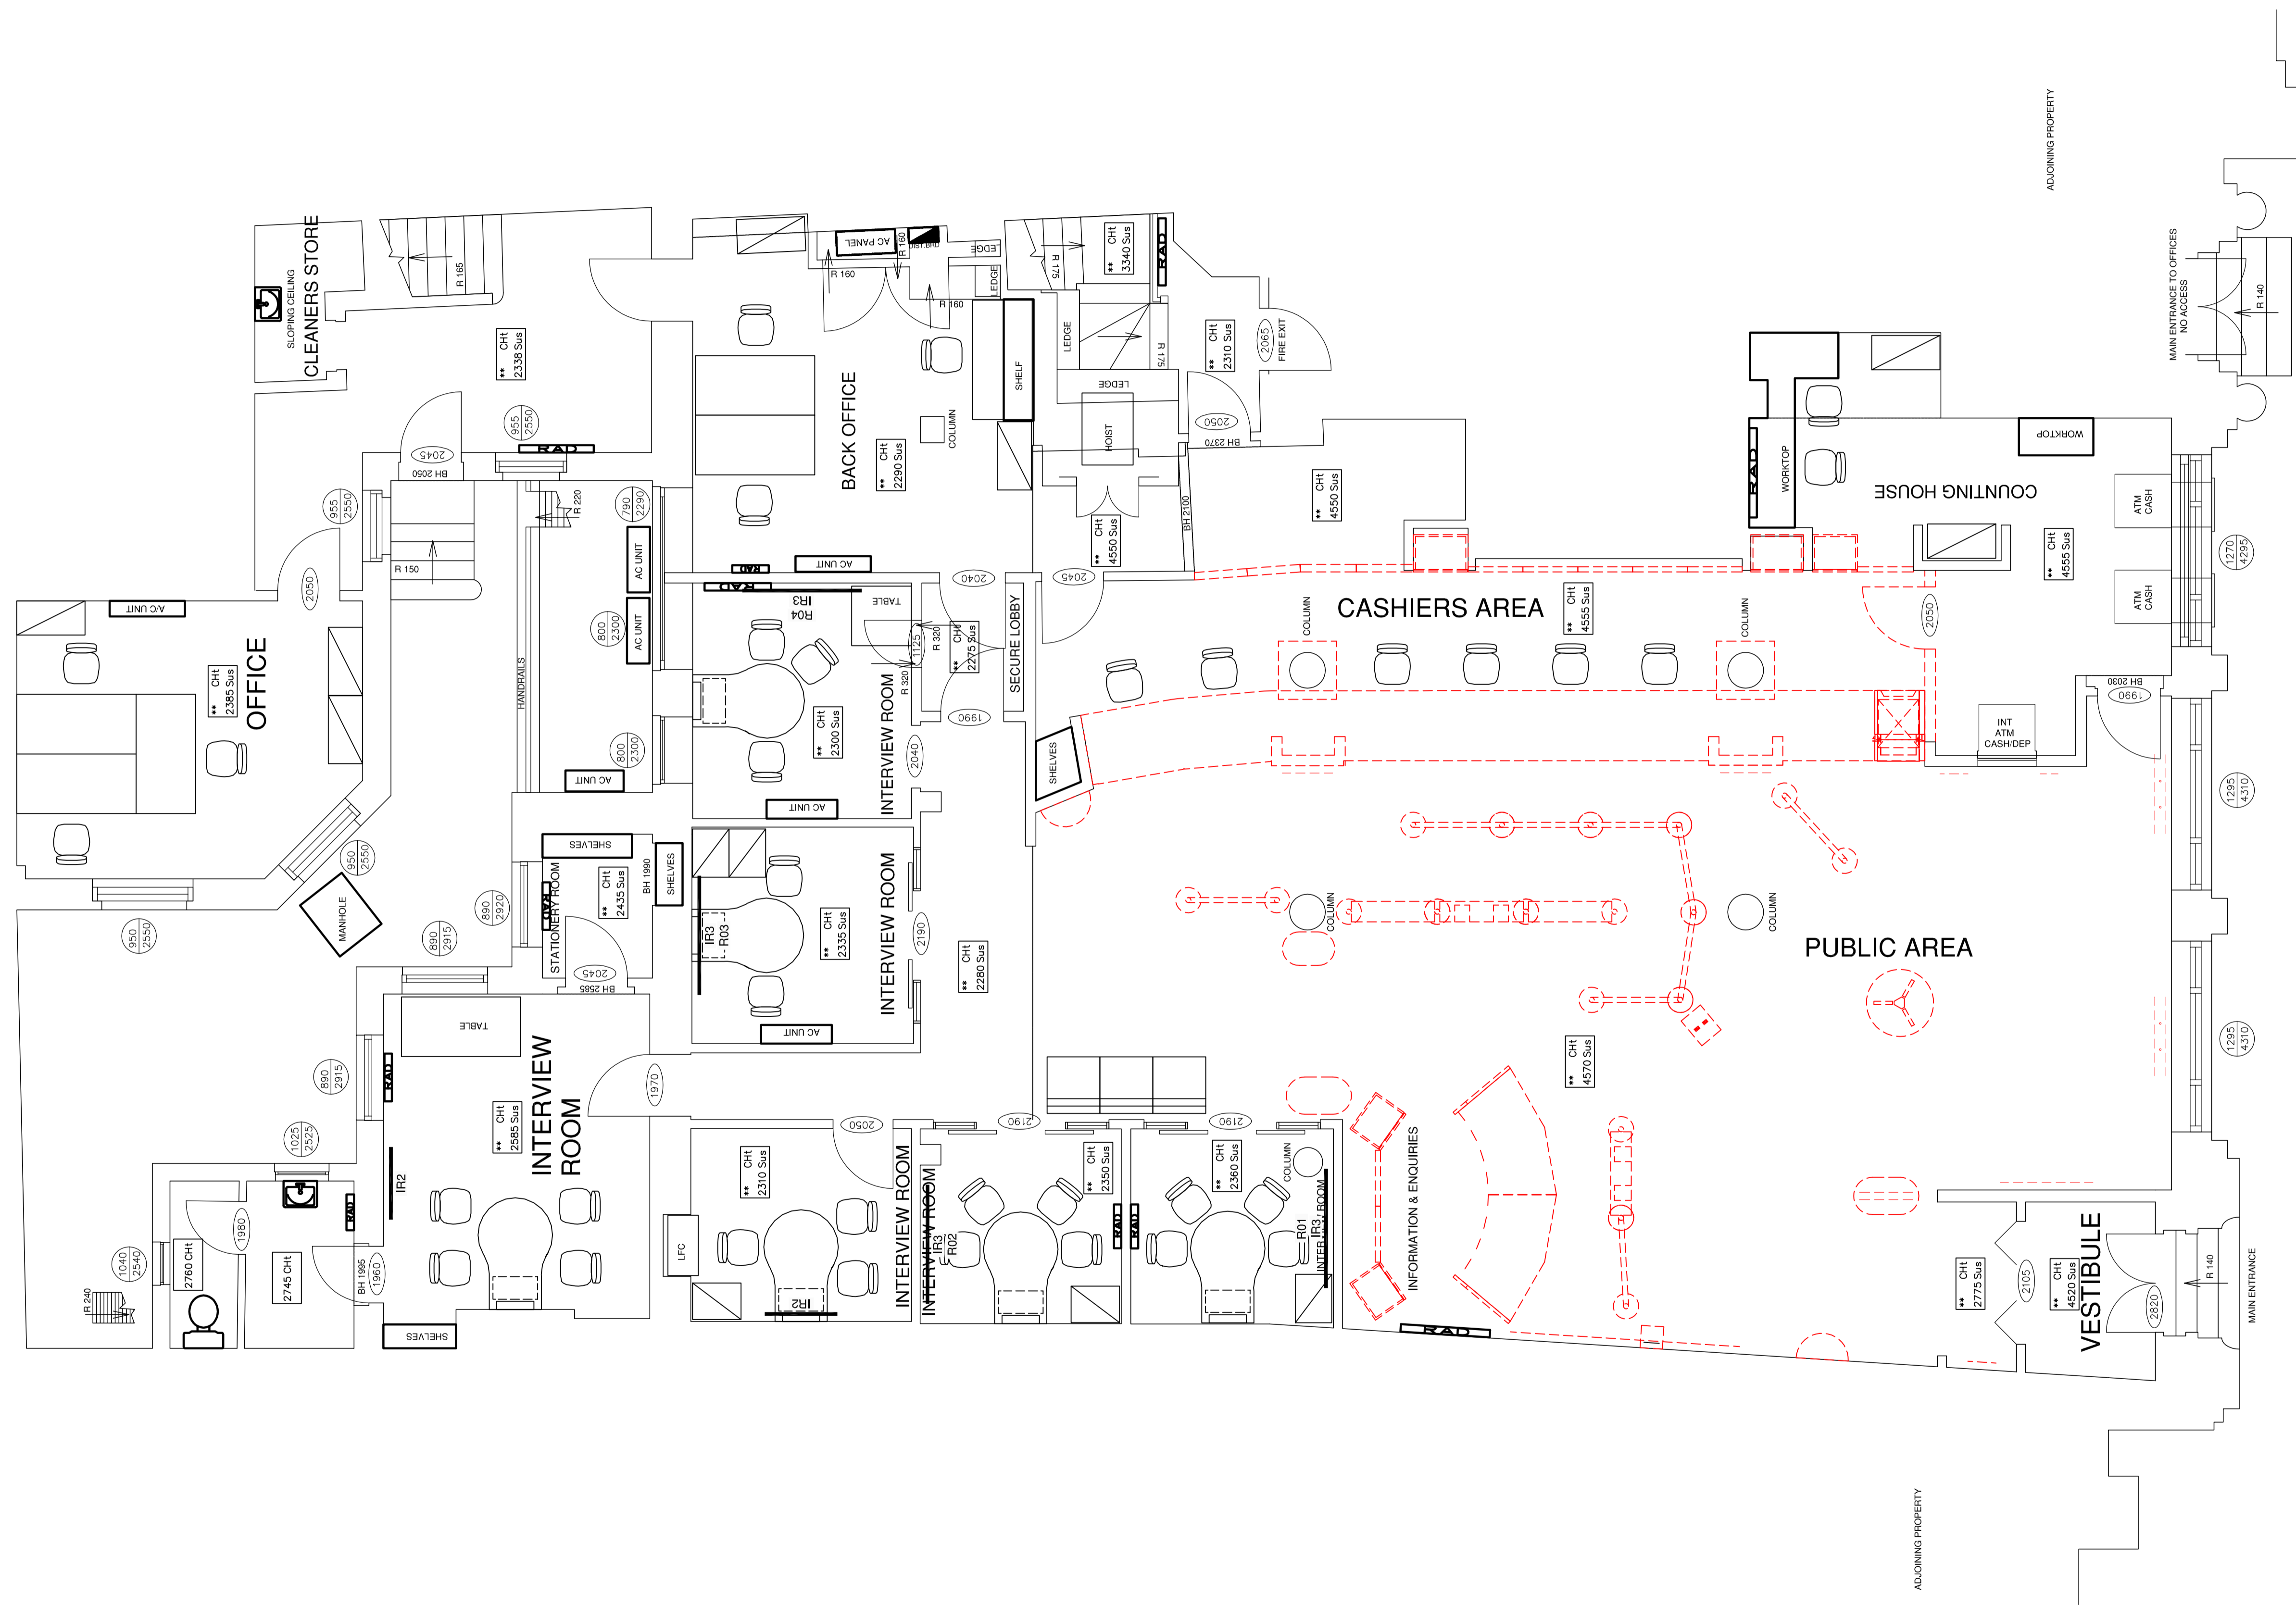 ADJOINING PROPERTY
MAIN ENTRANCE TO OFFICES
NO ACCESS
R 140
SLOPING CEILING
CLEANERS STORE
R 165
** CHt
2338 Sus
955
2550
RAD
2045
BH 2050
955
2550
R 150
2050
A/C UNIT
** CHt
2385 Sus
OFFICE
HANDRAILS
R 220
790
2290
AC UNIT
800
2300
AC UNIT
800
2300
AC UNIT
AC PANEL
R 160
DIST.BRD
R 160
R 160
LEDGE
LEDGE
SHELF
BACK OFFICE
** CHt
2290 Sus
COLUMN
RAD
AC UNIT
R 175
** CHt
3340 Sus
RAD
LEDGE
R 175
LEDGE
HOIST
** CHt
2310 Sus
2065
FIRE EXIT
2050
BH 2370
BH 2100
** CHt
4550 Sus
** CHt
4550 Sus
RAD
WORKTOP
WORKTOP
COUNTING HOUSE
** CHt
4555 Sus
ATM
CASH
ATM
CASH
1270
4295
RAD
IR3
R04
TABLE
1125
R 320
R 320
2040
** CHt
2275 Sus
SECURE LOBBY
1990
2045
** CHt
2300 Sus
INTERVIEW ROOM
2040
AC UNIT
CASHIERS AREA
** CHt
4555 Sus
COLUMN
COLUMN
2050
BH 2030
1990
INT
ATM
CASH/DEP
SHELVES
1295
4310
950
2550
MANHOLE
950
2550
890
2915
890
2920
SHELVES
STATIONERY ROOM
RAD
** CHt
2435 Sus
BH 1990
SHELVES
2045
BH 2585
IR3
R03
** CHt
2335 Sus
INTERVIEW ROOM
2190
AC UNIT
** CHt
2280 Sus
COLUMN
COLUMN
PUBLIC AREA
** CHt
4570 Sus
1295
4310
890
2915
RAD
TABLE
** CHt
2585 Sus
INTERVIEW
ROOM
1970
IR2
1025
2525
RAD
1980
1040
2540
2760 CHt
2745 CHt
BH 1995
1960
R 240
SHELVES
LFC
** CHt
2310 Sus
2050
IR2
INTERVIEW ROOM
INTERVIEW ROOM
IR3
R02
2190
** CHt
2350 Sus
RAD
RAD
2190
** CHt
2360 Sus
COLUMN
R01
IR3
INTERVIEW ROOM
INFORMATION & ENQUIRIES
RAD
** CHt
2775 Sus
2105
** CHt
4520 Sus
VESTIBULE
2820
R 140
MAIN ENTRANCE
ADJOINING PROPERTY